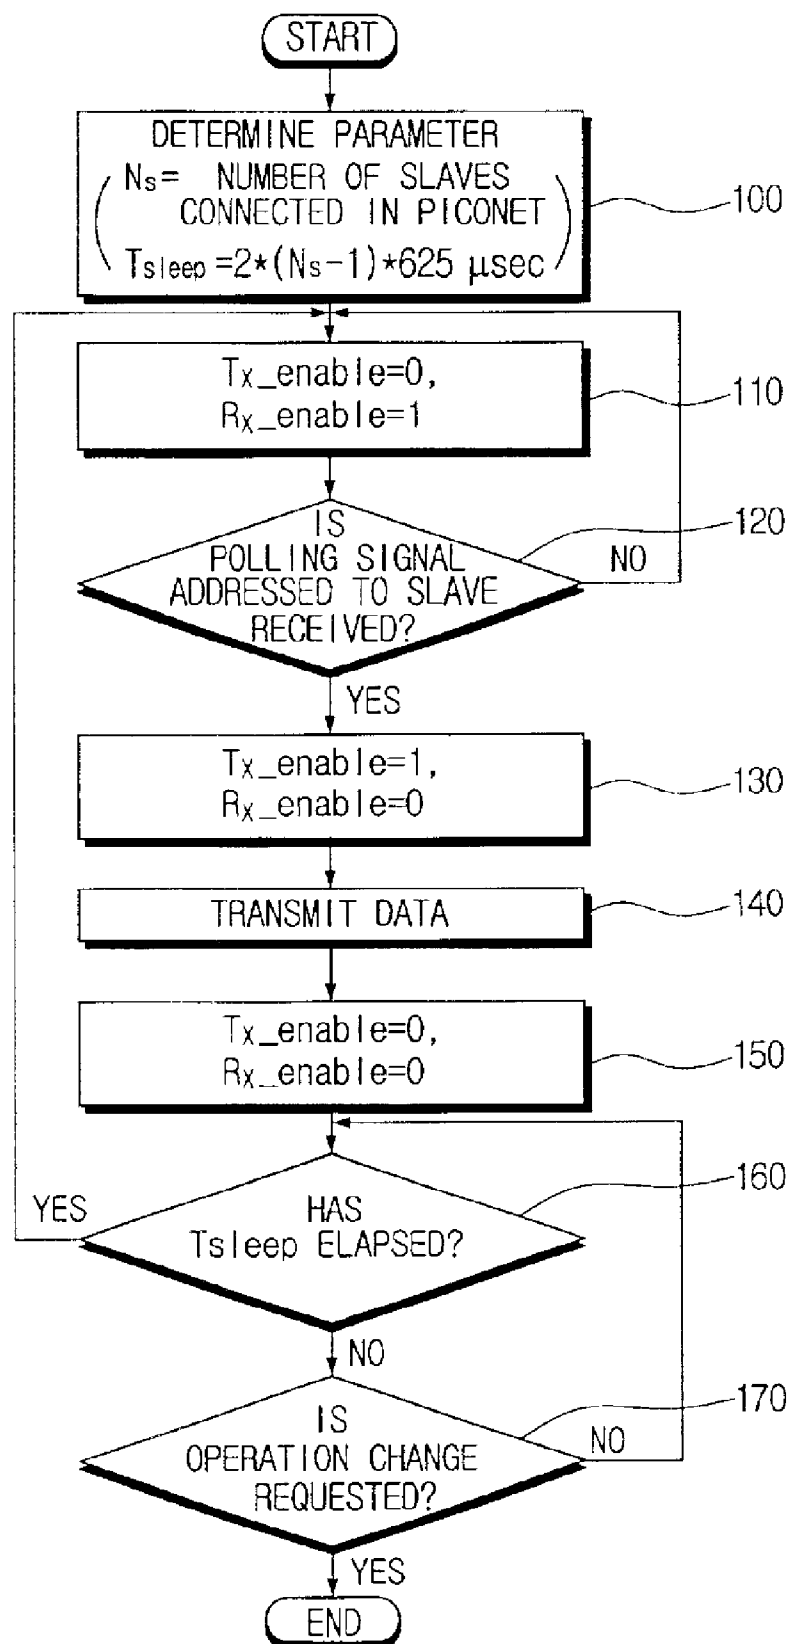 START
DETERMINE PARAMETER
Ns= NUMBER OF SLAVES
CONNECTED IN PICONET
Tsleep=2*(Ns-1)*625 μsec
100
Tx_enable=0,
Rx_enable=1
110
IS
POLLING SIGNAL
ADDRESSED TO SLAVE
RECEIVED?
120
NO
YES
Tx_enable=1,
Rx_enable=0
130
TRANSMIT DATA
140
Tx_enable=0,
Rx_enable=0
150
YES
HAS
Tsleep ELAPSED?
160
NO
IS
OPERATION CHANGE
REQUESTED?
170
NO
YES
END